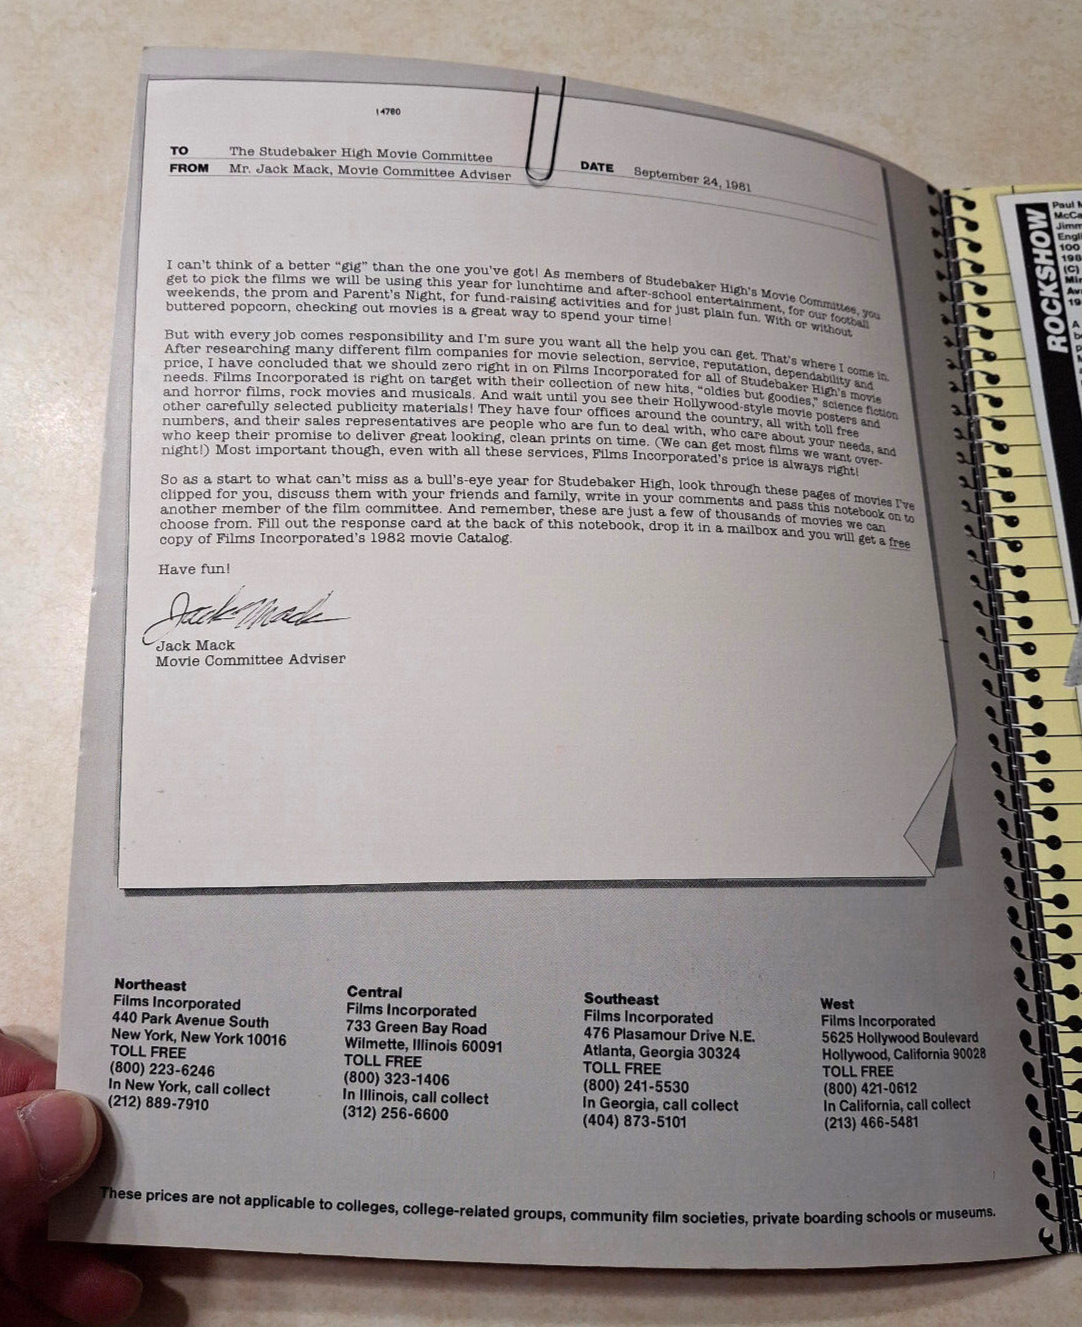 14780
TO The Studebaker High Movie Committee
FROM Mr. Jack Mack, Movie Committee Adviser
DATE September 24, 1981
I can't think of a better "gig" than the one you've got! As members of Studebaker High's Movie Committee, you
get to pick the films we will be using this year for lunchtime and after-school entertainment, for our football
weekends, the prom and Parent's Night, for fund-raising activities and for just plain fun. With or without
buttered popcorn, checking out movies is a great way to spend your time!
But with every job comes responsibility and I'm sure you want all the help you can get. That's where I come in.
After researching many different film companies for movie selection, service, reputation, dependability and
price, I have concluded that we should zero right in on Films Incorporated for all of Studebaker High's movie
needs. Films Incorporated is right on target with their collection of new hits, "oldies but goodies," science fiction
and horror films, rock movies and musicals. And wait until you see their Hollywood-style movie posters and
other carefully selected publicity materials! They have four offices around the country, all with toll free
numbers, and their sales representatives are people who are fun to deal with, who care about your needs, and
who keep their promise to deliver great looking, clean prints on time. (We can get most films we want over-
night!) Most important though, even with all these services, Films Incorporated's price is always right!
So as a start to what can't miss as a bull's-eye year for Studebaker High, look through these pages of movies I've
clipped for you, discuss them with your friends and family, write in your comments and pass this notebook on to
another member of the film committee. And remember, these are just a few of thousands of movies we can
choose from. Fill out the response card at the back of this notebook, drop it in a mailbox and you will get a free
copy of Films Incorporated's 1982 movie Catalog.
Have fun!
Jack Mack
Jack Mack
Movie Committee Adviser
Northeast
Films Incorporated
440 Park Avenue South
New York, New York 10016
TOLL FREE
(800) 223-6246
In New York, call collect
(212) 889-7910
Central
Films Incorporated
733 Green Bay Road
Wilmette, Illinois 60091
TOLL FREE
(800) 323-1406
In Illinois, call collect
(312) 256-6600
Southeast
Films Incorporated
476 Plasamour Drive N.E.
Atlanta, Georgia 30324
TOLL FREE
(800) 241-5530
In Georgia, call collect
(404) 873-5101
West
Films Incorporated
5625 Hollywood Boulevard
Hollywood, California 90028
TOLL FREE
(800) 421-0612
In California, call collect
(213) 466-5481
These prices are not applicable to colleges, college-related groups, community film societies, private boarding schools or museums.
ROCKSHOW
Paul
Jimm
Engli
100
198
(C)